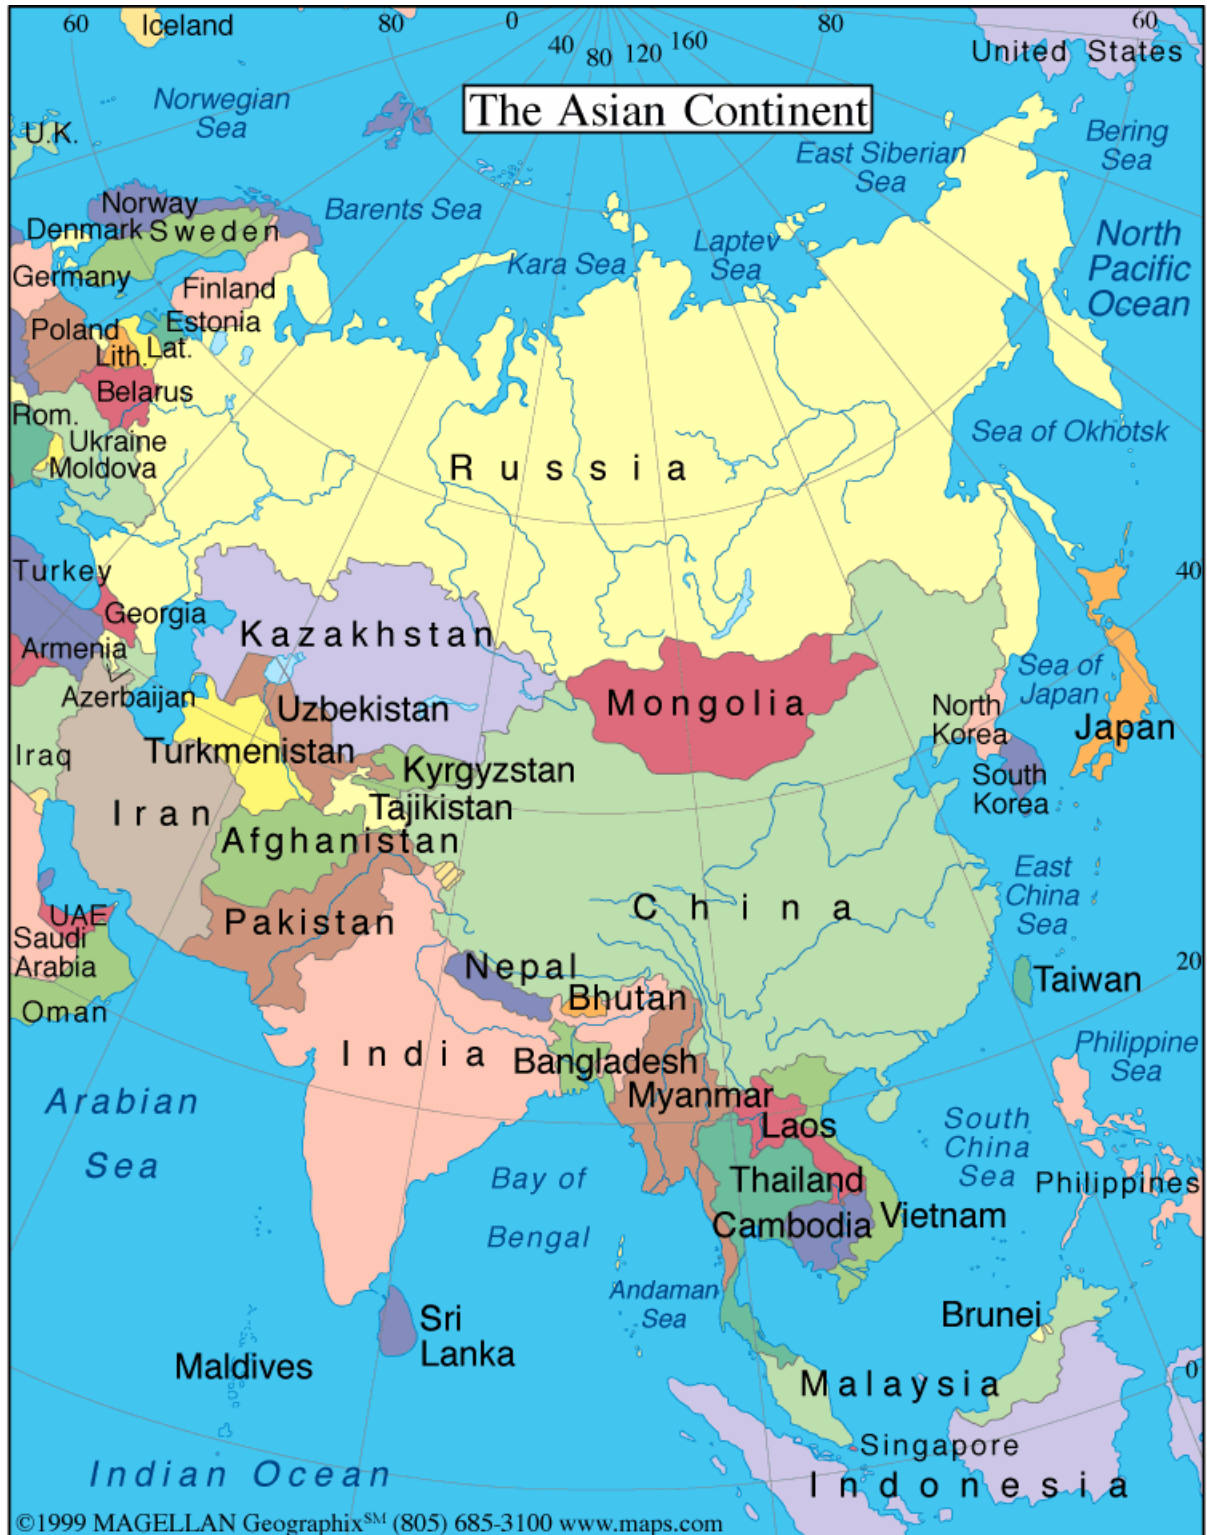 60
Iceland
80
0
40
80
120
160
80
60
United States
The Asian Continent
Norwegian
Sea
U.K.
East Siberian
Sea
Bering
Sea
Norway
Denmark
Sweden
Barents Sea
Kara Sea
Laptev
Sea
North
Pacific
Ocean
Germany
Finland
Poland
Estonia
Lith.
Lat.
Belarus
Rom.
Ukraine
Moldova
Russia
Sea of Okhotsk
Turkey
40
Georgia
Armenia
Kazakhstan
Azerbaijan
Uzbekistan
Mongolia
Sea of
Japan
North
Korea
Japan
Iraq
Turkmenistan
Kyrgyzstan
South
Korea
Iran
Tajikistan
Afghanistan
East
China
Sea
UAE
Pakistan
China
Saudi
Arabia
Nepal
Taiwan
20
Oman
Bhutan
India
Bangladesh
Philippine
Sea
Arabian
Sea
Myanmar
Laos
South
China
Sea
Bay of
Bengal
Thailand
Philippines
Cambodia
Vietnam
Andaman
Sea
Sri
Lanka
Brunei
Maldives
Malaysia
0
Singapore
Indian Ocean
Indonesia
©1999 MAGELLAN Geographix℠ (805) 685-3100 www.maps.com